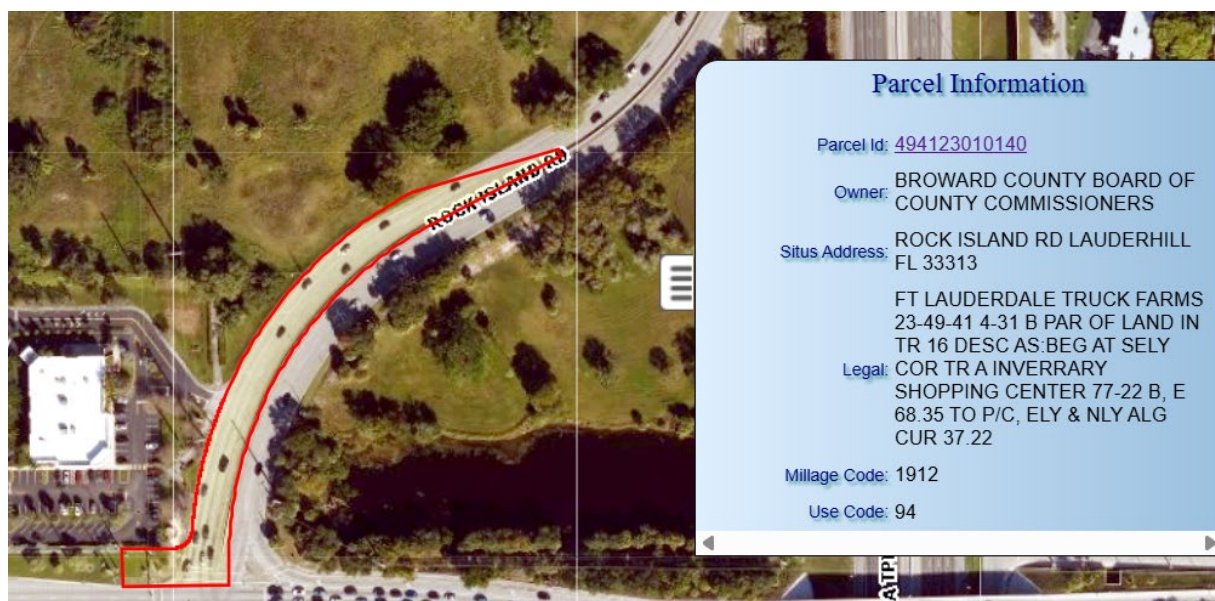 Parcel Information
Parcel Id: 494123010140
Owner: BROWARD COUNTY BOARD OF
COUNTY COMMISSIONERS
Situs Address: ROCK ISLAND RD LAUDERHILL
FL 33313
Legal: FT LAUDERDALE TRUCK FARMS
23-49-41 4-31 B PAR OF LAND IN
TR 16 DESC AS:BEG AT SELY
COR TR A INVERRARY
SHOPPING CENTER 77-22 B, E
68.35 TO P/C, ELY & NLY ALG
CUR 37.22
Millage Code: 1912
Use Code: 94
ROCK ISLAND RD
A TP